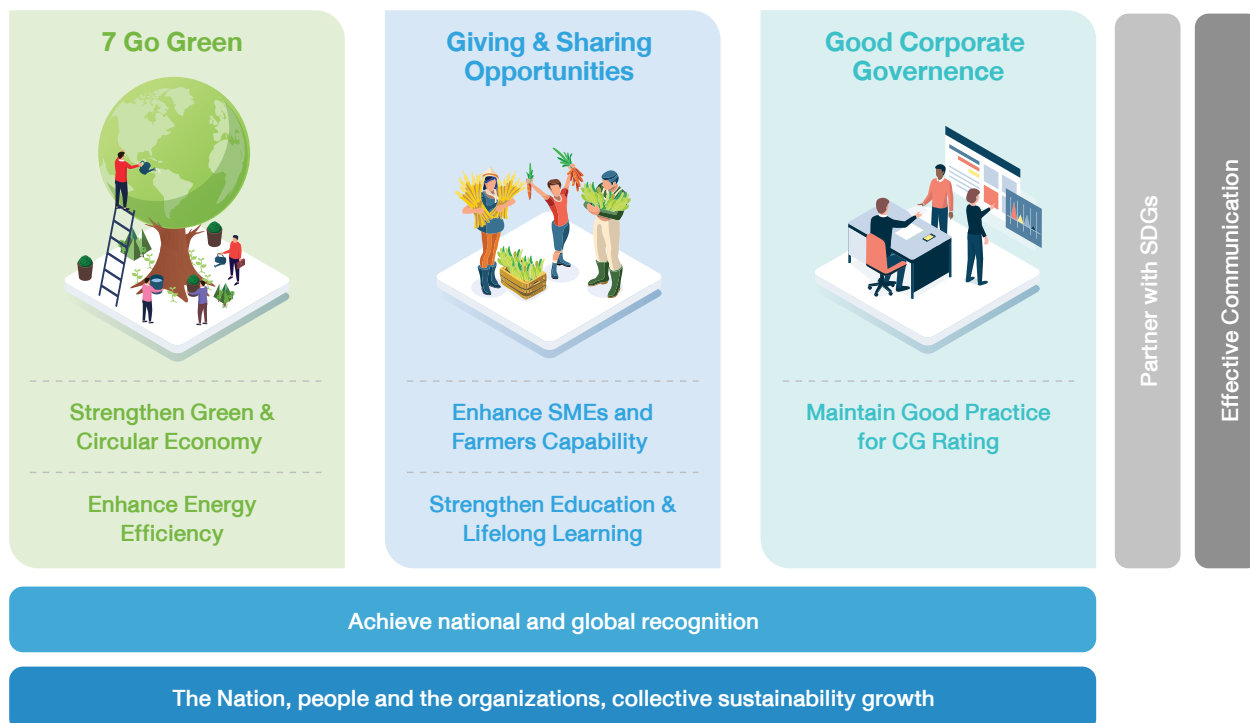 7 Go Green
Strengthen Green &
Circular Economy
Enhance Energy
Efficiency
Giving & Sharing
Opportunities
Enhance SMEs and
Farmers Capability
Strengthen Education &
Lifelong Learning
Good Corporate
Governence
Maintain Good Practice
for CG Rating
Partner with SDGs
Effective Communication
Achieve national and global recognition
The Nation, people and the organizations, collective sustainability growth